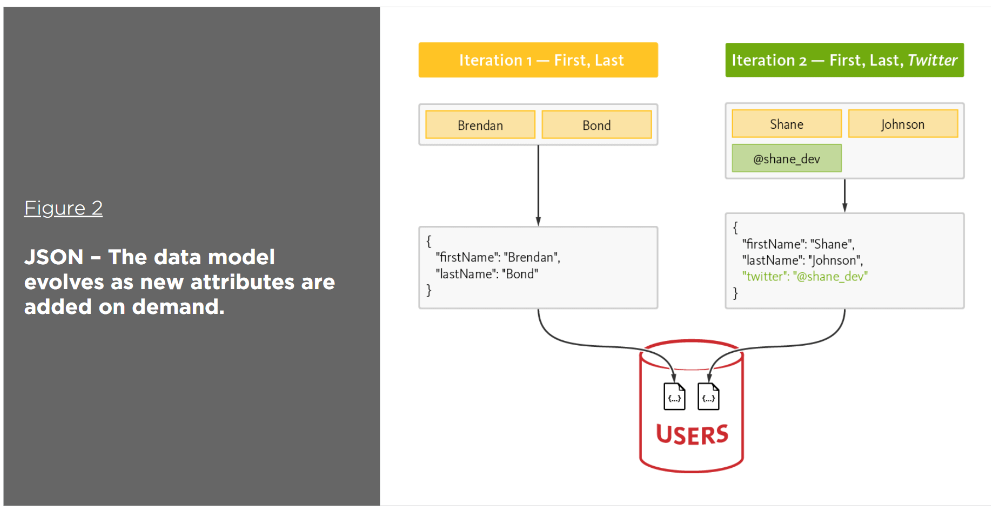 Figure 2
JSON – The data model
evolves as new attributes are
added on demand.
Iteration 1 — First, Last
Brendan
Bond
{
"firstName": "Brendan",
"lastName": "Bond"
}
Iteration 2 — First, Last, Twitter
Shane
Johnson
@shane_dev
{
"firstName": "Shane",
"lastName": "Johnson",
"twitter": "@shane_dev"
}
{...}
{...}
USERS